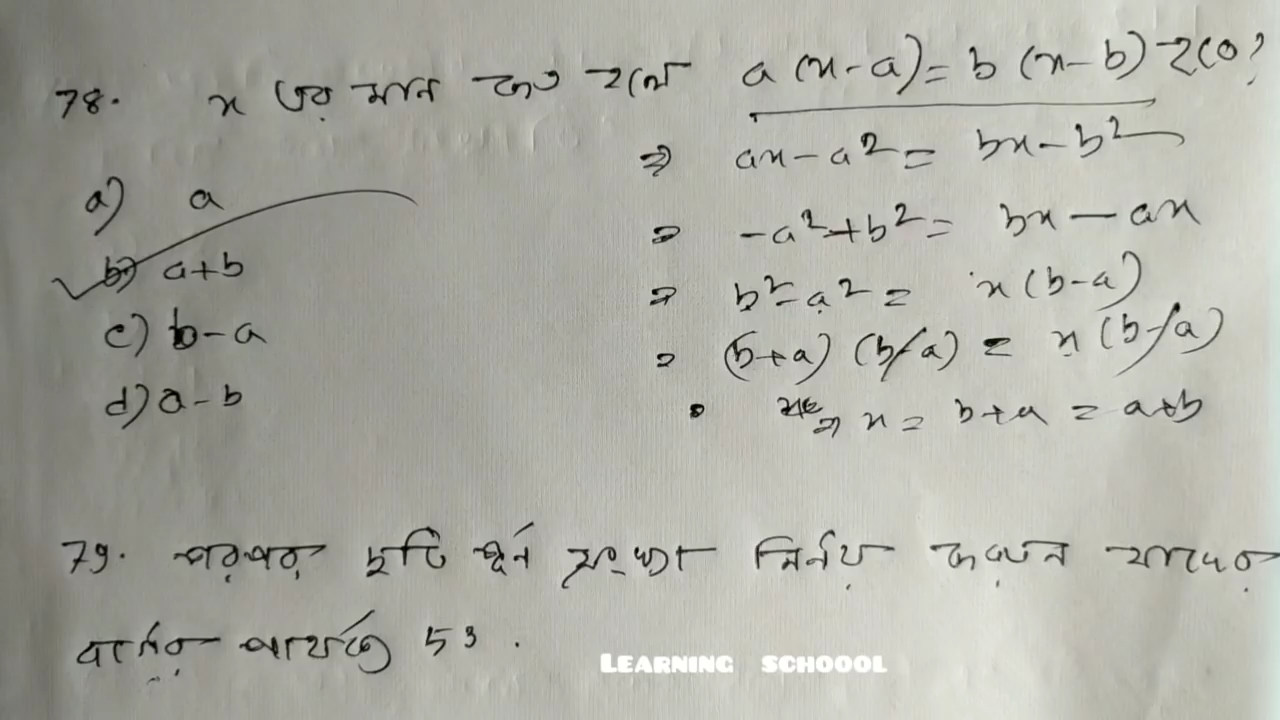 78. x এর মান কত হলে a (x-a) = b (x-b) হবে?
a) a
b) a+b
c) b-a
d) a-b
⇒ ax-a² = bx-b²
⇒ -a²+b² = bx-ax
⇒ b²-a² = x(b-a)
= (b+a) (b-a) = x(b-a)
⇒ x = b+a = a+b
79. পরপর দুটি পূর্ন সংখ্যা নির্নয় করুন যাদের
বর্গের পার্থক্য 53.
LEARNING SCHOOOL